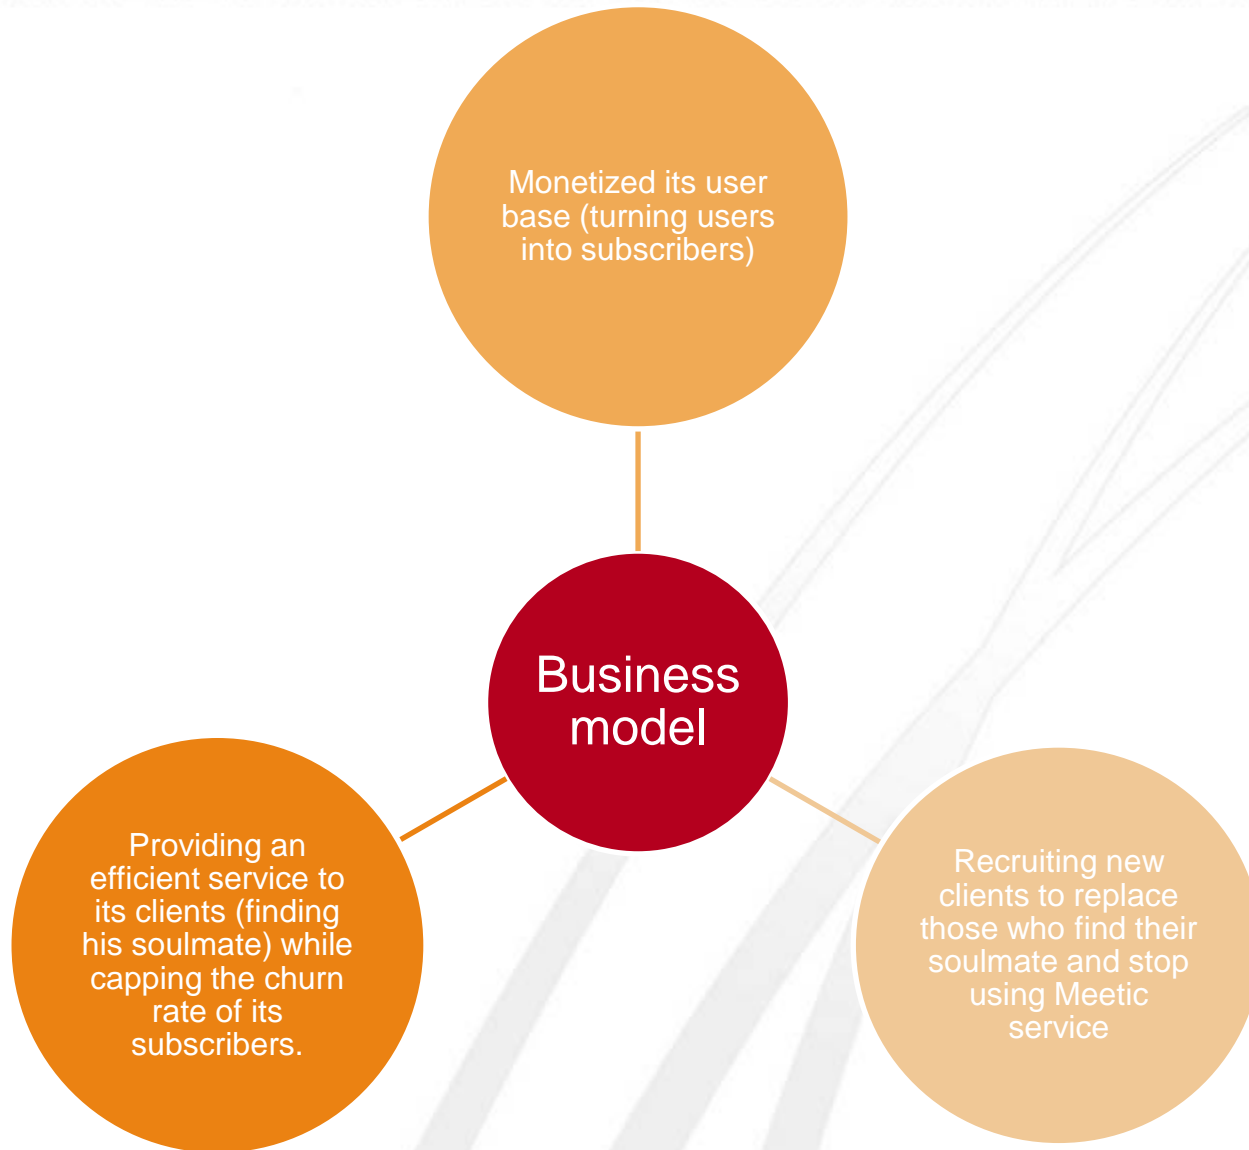 Monetized its user
base (turning users
into subscribers)
Business
model
Providing an
efficient service to
its clients (finding
his soulmate) while
capping the churn
rate of its
subscribers.
Recruiting new
clients to replace
those who find their
soulmate and stop
using Meetic
service